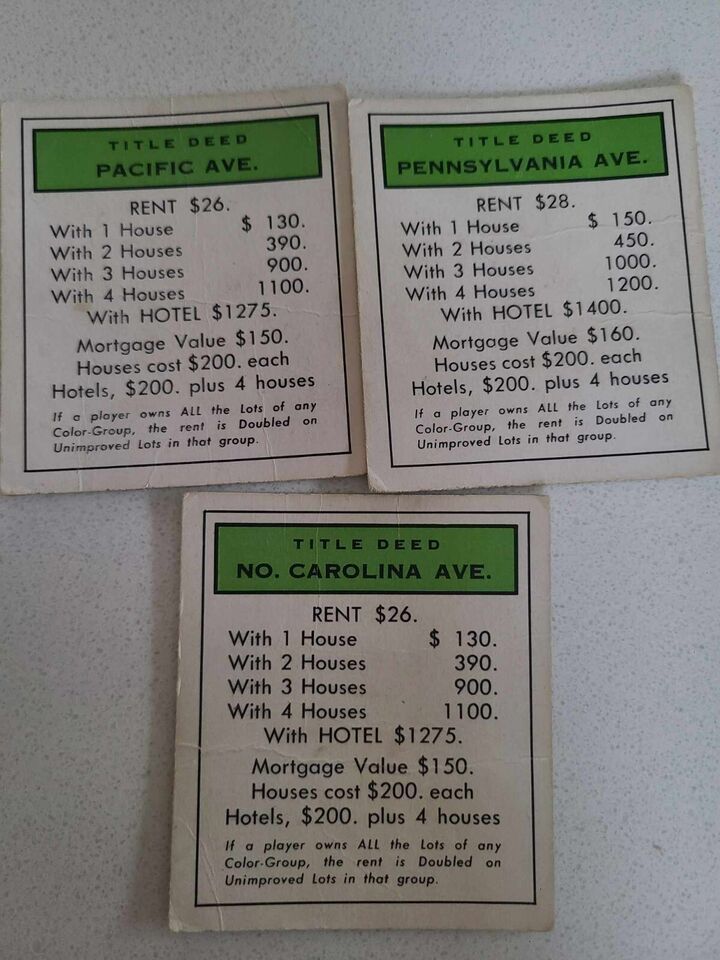 TITLE DEED
PACIFIC AVE.
RENT $26.
With 1 House $ 130.
With 2 Houses 390.
With 3 Houses 900.
With 4 Houses 1100.
With HOTEL $1275.
Mortgage Value $150.
Houses cost $200. each
Hotels, $200. plus 4 houses
If a player owns ALL the Lots of any
Color-Group, the rent is Doubled on
Unimproved Lots in that group.
TITLE DEED
PENNSYLVANIA AVE.
RENT $28.
With 1 House $ 150.
With 2 Houses 450.
With 3 Houses 1000.
With 4 Houses 1200.
With HOTEL $1400.
Mortgage Value $160.
Houses cost $200. each
Hotels, $200. plus 4 houses
If a player owns ALL the Lots of any
Color-Group, the rent is Doubled on
Unimproved Lots in that group.
TITLE DEED
NO. CAROLINA AVE.
RENT $26.
With 1 House $ 130.
With 2 Houses 390.
With 3 Houses 900.
With 4 Houses 1100.
With HOTEL $1275.
Mortgage Value $150.
Houses cost $200. each
Hotels, $200. plus 4 houses
If a player owns ALL the Lots of any
Color-Group, the rent is Doubled on
Unimproved Lots in that group.